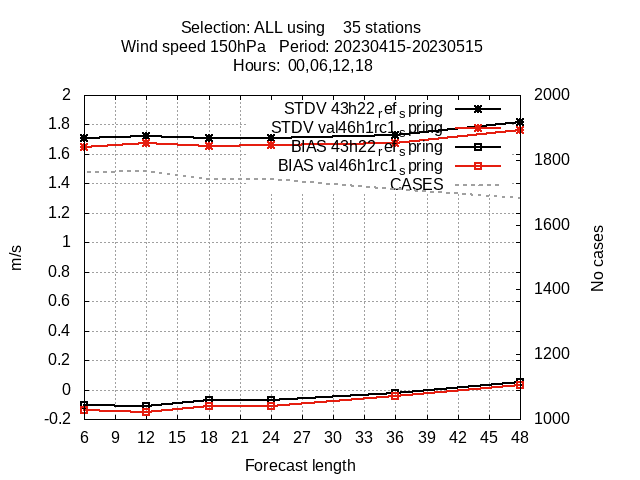 Selection: ALL using 35 stations
Wind speed 150hPa Period: 20230415-20230515
Hours: 00,06,12,18
2 2000
STDV 43h22_ref_spring
1.8
STDV val46h1rc1_spring
BIAS 43h22_ref_spring
1.6 1800
BIAS val46h1rc1_spring
1.4
CASES
1.2
1600
1
m/s
No cases
0.8
1400
0.6
0.4
0.2 1200
0
-0.2 1000
6 9 12 15 18 21 24 27 30 33 36 39 42 45 48
Forecast length